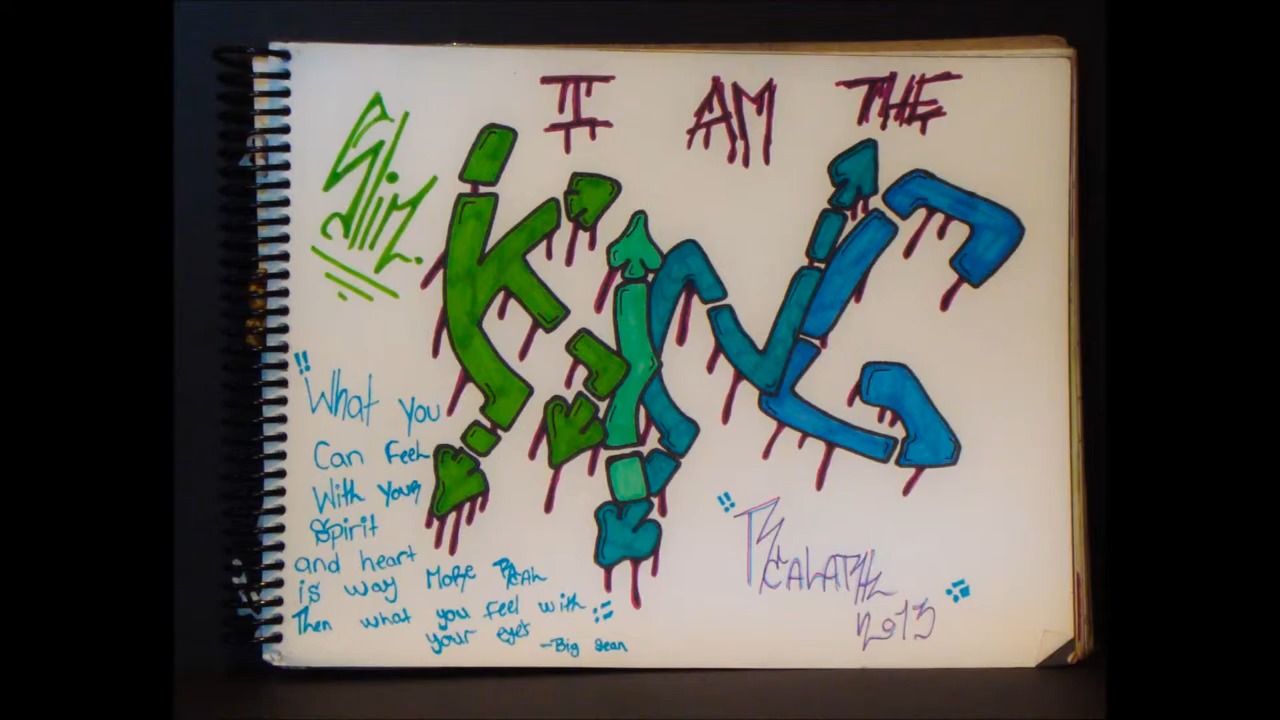 I AM THE
Slim.
KING
"What you
Can Feel
With Your
Spirit
and heart
is way More Real
Then what you Feel with
your eyes"
-Big Sean
"
2013"